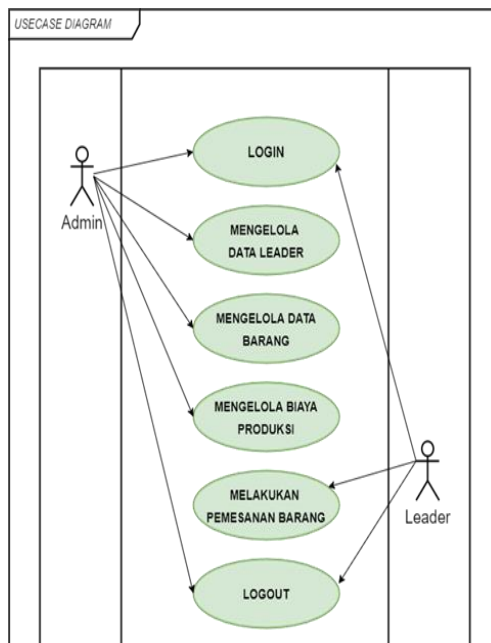 USECASE DIAGRAM
LOGIN
Admin
MENGELOLA
DATA LEADER
MENGELOLA DATA
BARANG
MENGELOLA BIAYA
PRODUKSI
MELAKUKAN
PEMESANAN BARANG
Leader
LOGOUT